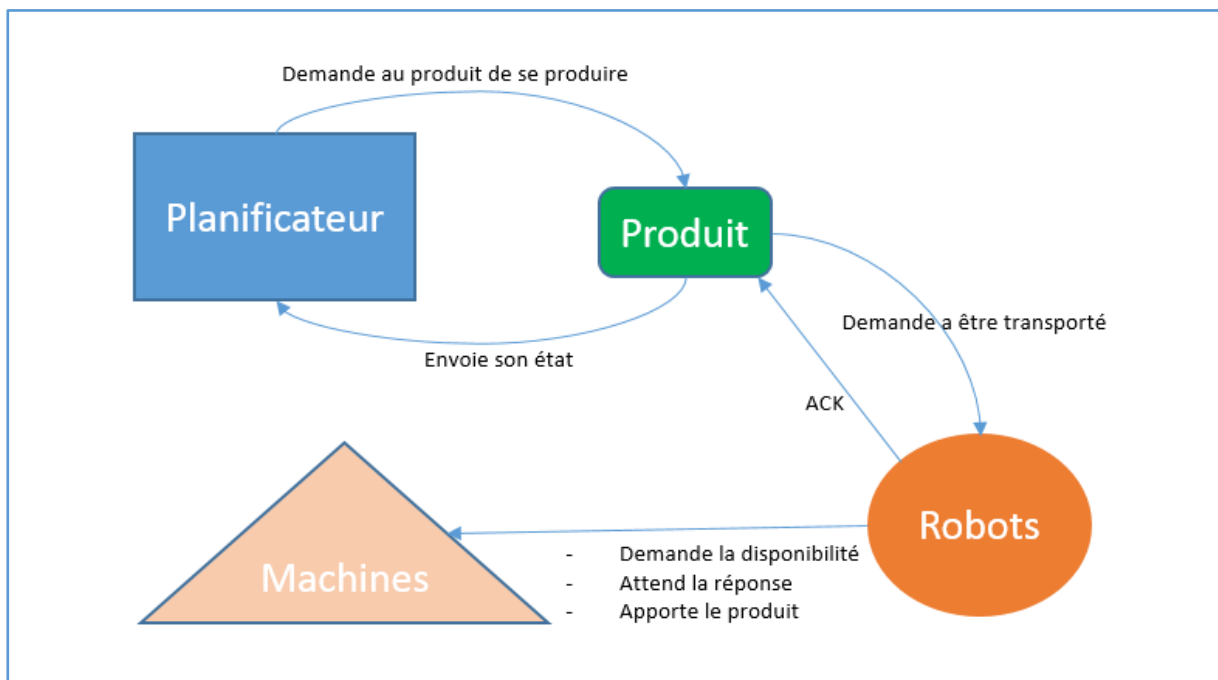 Demande au produit de se produire
Planificateur
Produit
Demande a être transporté
Envoie son état
ACK
Robots
Machines
- Demande la disponibilité
- Attend la réponse
- Apporte le produit